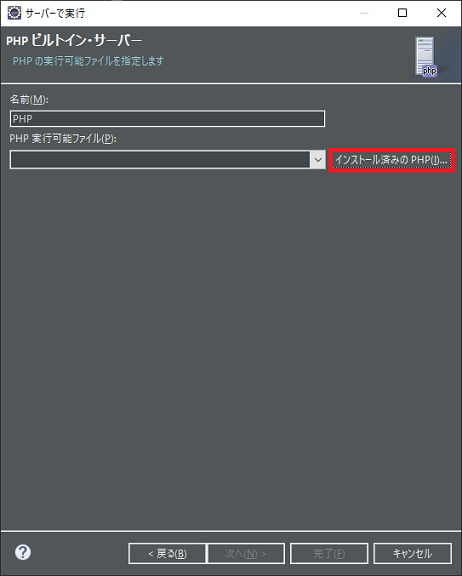 サーバーで実行
PHP ビルトイン・サーバー
PHP の実行可能ファイルを指定します
php
名前(M):
PHP
PHP 実行可能ファイル(P):
インストール済みの PHP(I)...
?
< 戻る(B)
次へ(N) >
完了(F)
キャンセル